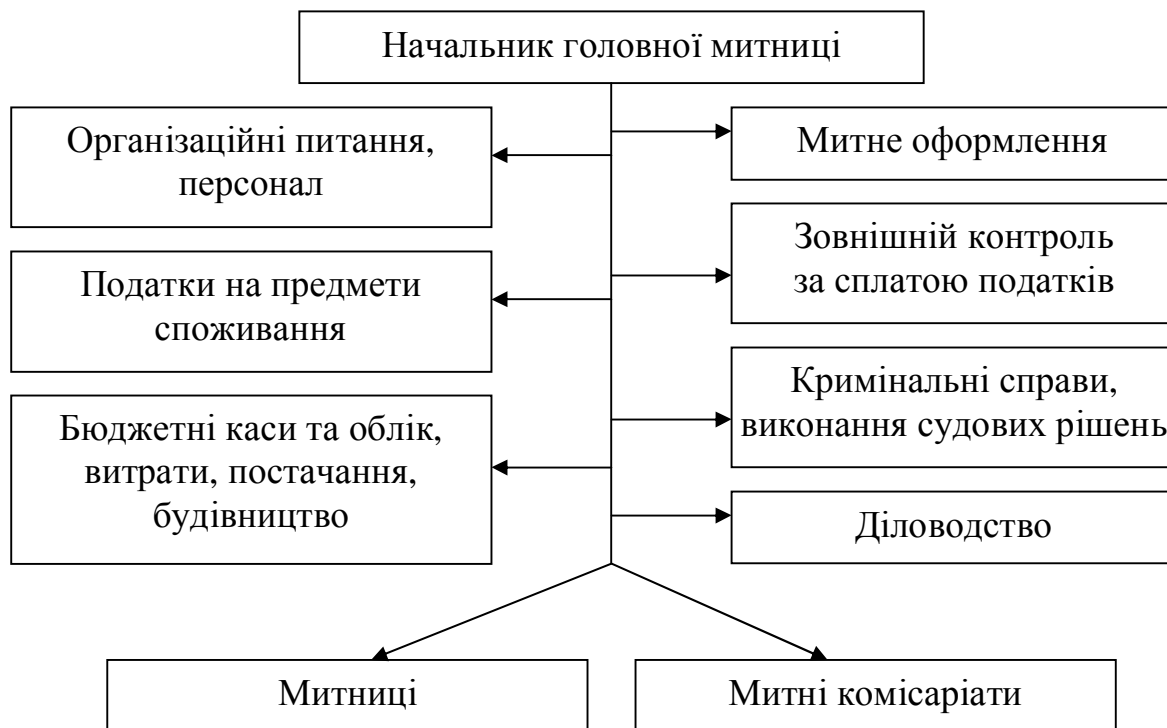 Начальник головної митниці
Організаційні питання,
персонал
Податки на предмети
споживання
Бюджетні каси та облік,
витрати, постачання,
будівництво
Митне оформлення
Зовнішній контроль
за сплатою податків
Кримінальні справи,
виконання судових рішень
Діловодство
Митниці
Митні комісаріати